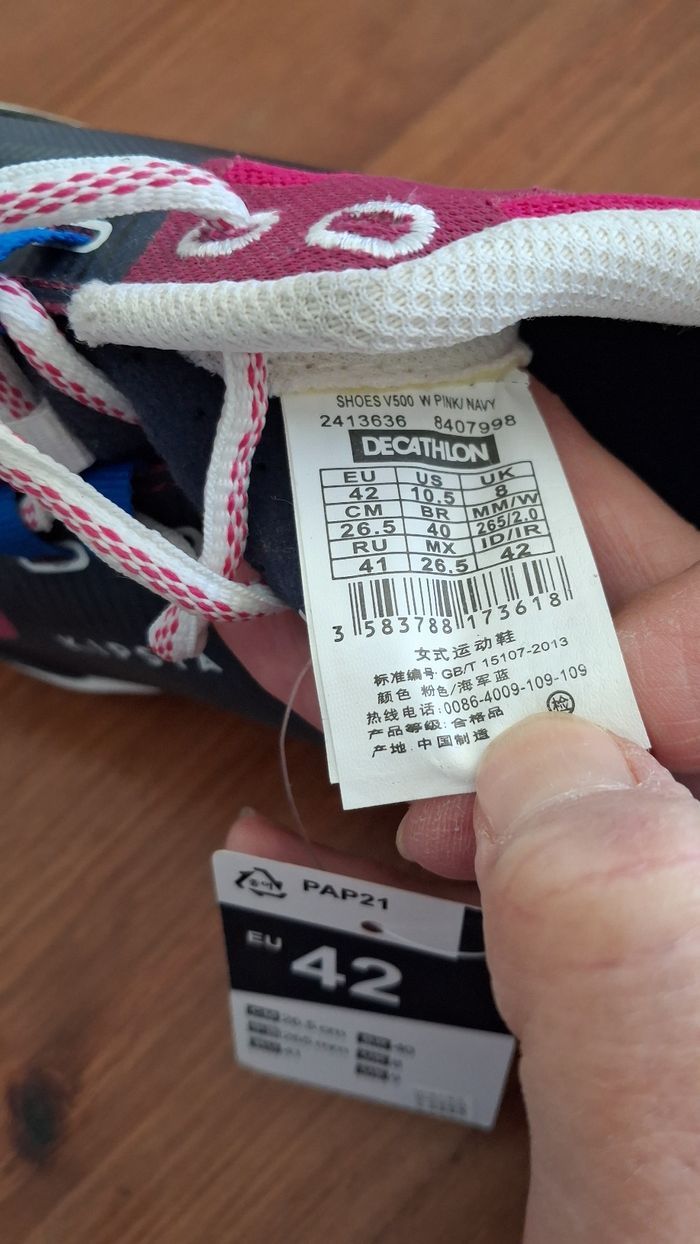 SHOES V500 W PINK/ NAVY
2413636 8407998
DECATHLON
EU US UK
42 10.5 8
CM BR MM/W
26.5 40 265/2.0
RU MX ID/IR
41 26.5 42
3 583788 173618
女式运动鞋
标准编号: GB/T 15107-2013
颜色 粉色/海军蓝
热线电话:0086-4009-109-109
产品等级: 合格品
检
产地: 中国制造
KIPSTA
종이 PAP21
EU 42